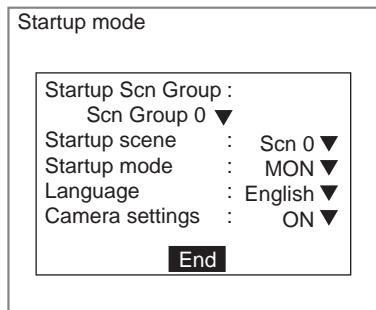 Startup mode
Startup Scn Group :
Scn Group 0 ▼
Startup scene : Scn 0 ▼
Startup mode : MON ▼
Language : English ▼
Camera settings : ON ▼
End